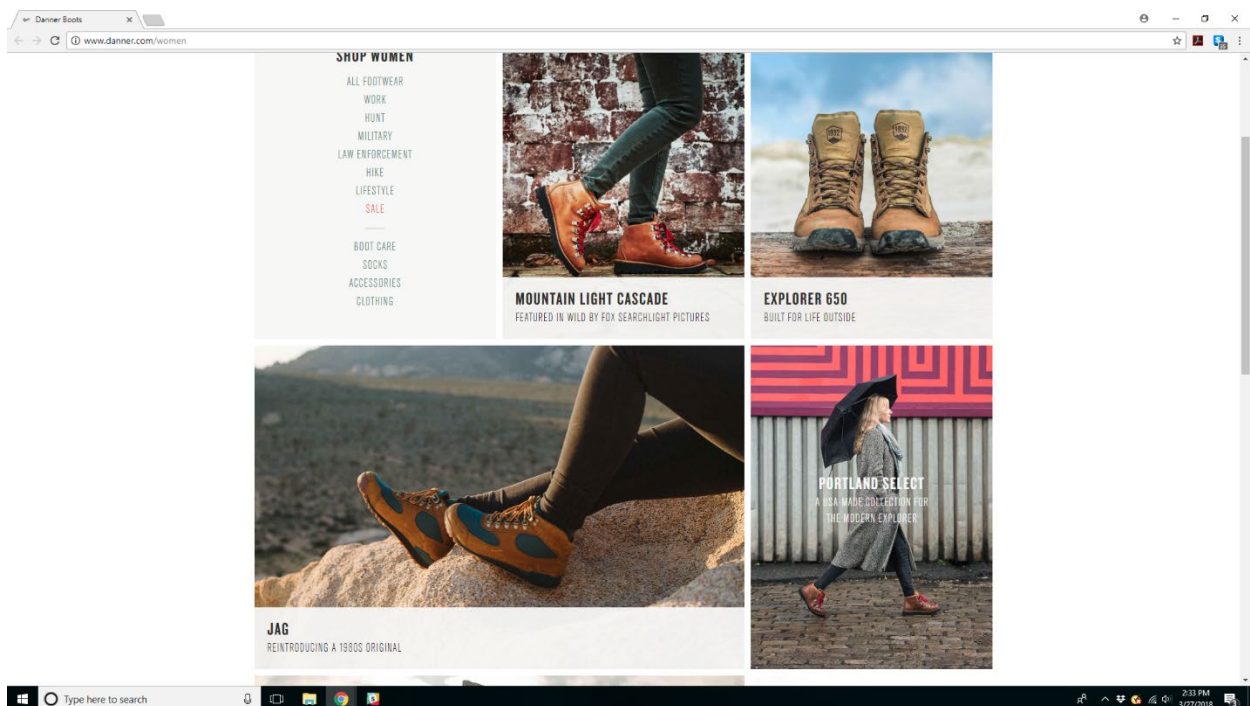 Danner Boots
www.danner.com/women
SHOP WOMEN
ALL FOOTWEAR
WORK
HUNT
MILITARY
LAW ENFORCEMENT
HIKE
LIFESTYLE
SALE
BOOT CARE
SOCKS
ACCESSORIES
CLOTHING
1932
1932
MOUNTAIN LIGHT CASCADE
FEATURED IN WILD BY FOX SEARCHLIGHT PICTURES
EXPLORER 650
BUILT FOR LIFE OUTSIDE
PORTLAND SELECT
A USA-MADE COLLECTION FOR
THE MODERN EXPLORER
JAG
REINTRODUCING A 1980S ORIGINAL
Type here to search
2:33 PM
3/27/2018